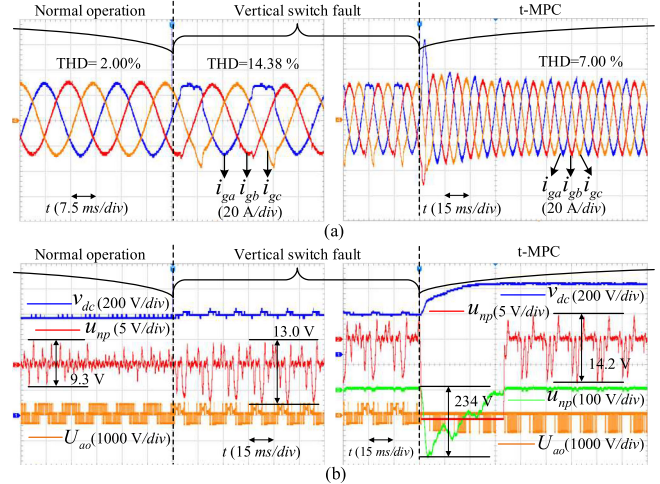 Normal operation Vertical switch fault t-MPC
THD= 2.00% THD=14.38 % THD=7.00 %
i_ga i_gb i_gc
(20 A/div)
t (7.5 ms/div)
i_ga i_gb i_gc
(20 A/div)
t (15 ms/div)
(a)
Normal operation Vertical switch fault t-MPC
v_dc (200 V/div)
u_np (5 V/div)
9.3 V
13.0 V
U_ao (1000 V/div)
t (15 ms/div)
v_dc (200 V/div)
u_np (5 V/div)
14.2 V
u_np (100 V/div)
234 V
U_ao (1000 V/div)
t (15 ms/div)
(b)